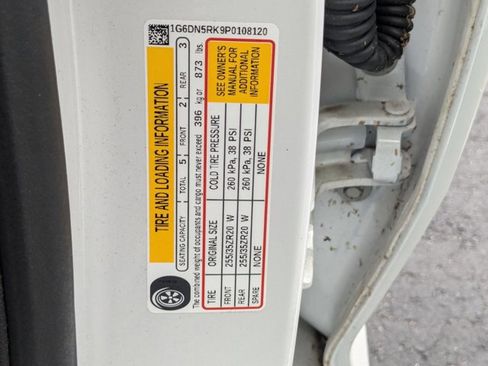 1G6DN5RK9P0108120
TIRE AND LOADING INFORMATION
SEATING CAPACITY TOTAL 5 FRONT 2 REAR 3
The combined weight of occupants and cargo must never exceed 396 kg or 873 lbs.
TIRE ORIGINAL SIZE COLD TIRE PRESSURE
FRONT 255/35ZR20 W 260 kPa, 38 PSI
REAR 255/35ZR20 W 260 kPa, 38 PSI
SPARE NONE NONE
SEE OWNER'S
MANUAL FOR
ADDITIONAL
INFORMATION